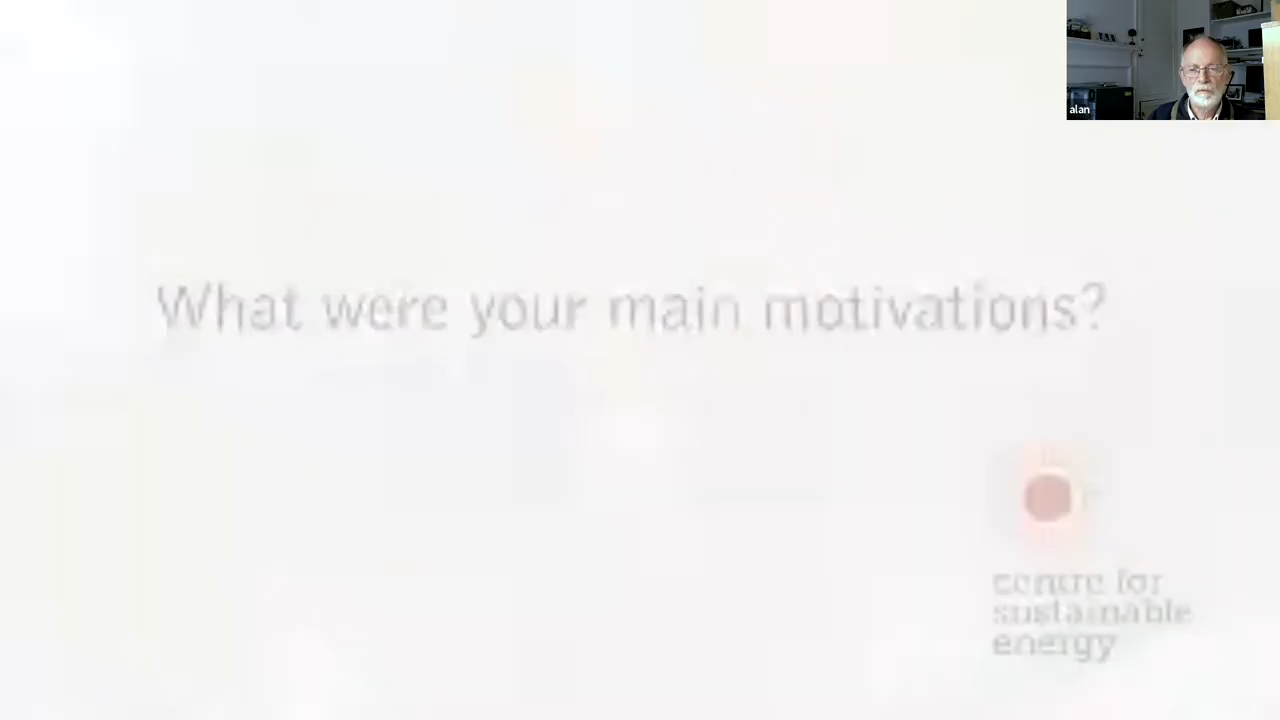 alan
What were your main motivations?
centre for
sustainable
energy